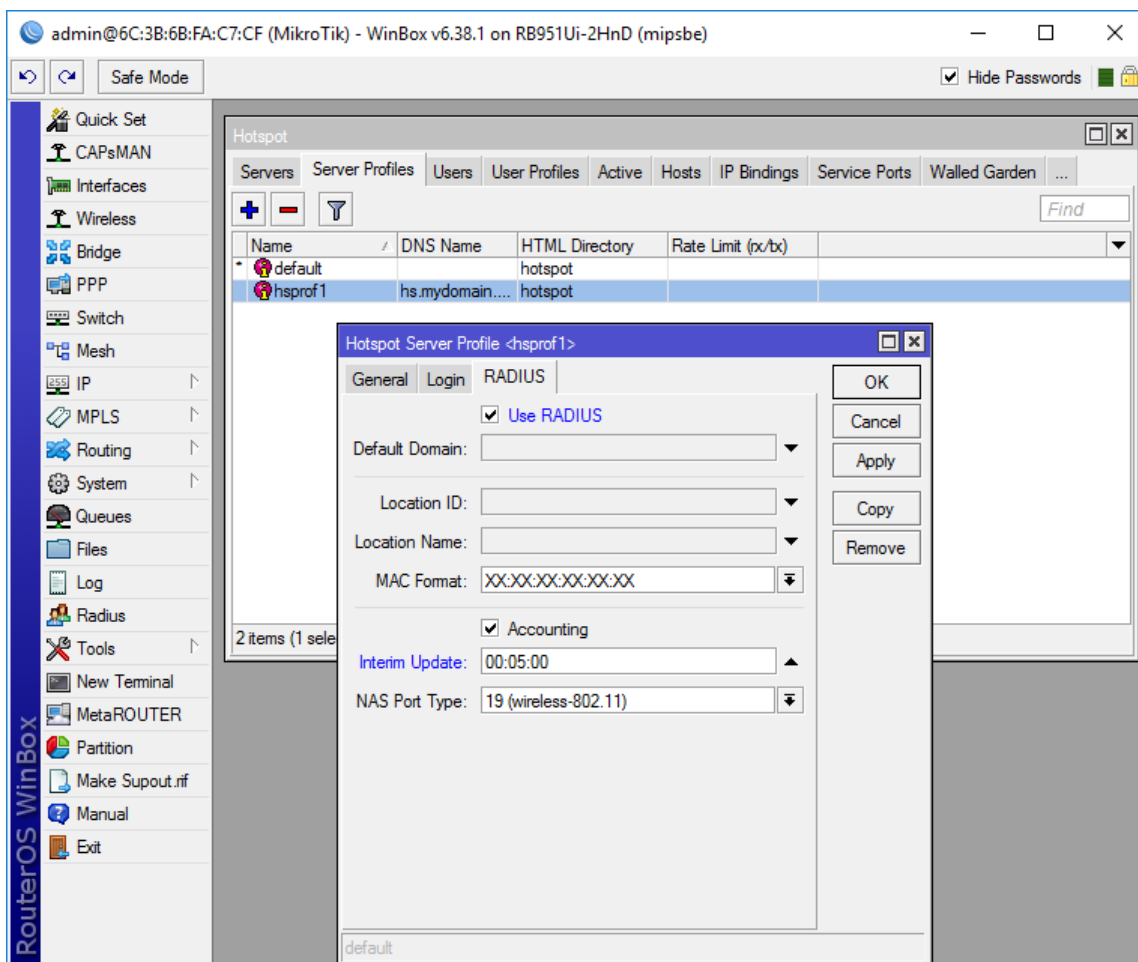 admin@6C:3B:6B:FA:C7:CF (MikroTik) - WinBox v6.38.1 on RB951Ui-2HnD (mipsbe)
Safe Mode
Hide Passwords
Quick Set
CAPsMAN
Interfaces
Wireless
Bridge
PPP
Switch
Mesh
255 IP
MPLS
Routing
System
Queues
Files
Log
Radius
Tools
New Terminal
MetaROUTER
Partition
Make Supout.rif
Manual
Exit
RouterOS WinBox
Hotspot
Servers Server Profiles Users User Profiles Active Hosts IP Bindings Service Ports Walled Garden ...
Find
Name / DNS Name HTML Directory Rate Limit (rx/tx)
* default hotspot
hsprof1 hs.mydomain.... hotspot
2 items (1 sele
Hotspot Server Profile <hsprof1>
General Login RADIUS
Use RADIUS
Default Domain:
Location ID:
Location Name:
MAC Format: XX:XX:XX:XX:XX:XX
Accounting
Interim Update: 00:05:00
NAS Port Type: 19 (wireless-802.11)
OK
Cancel
Apply
Copy
Remove
default